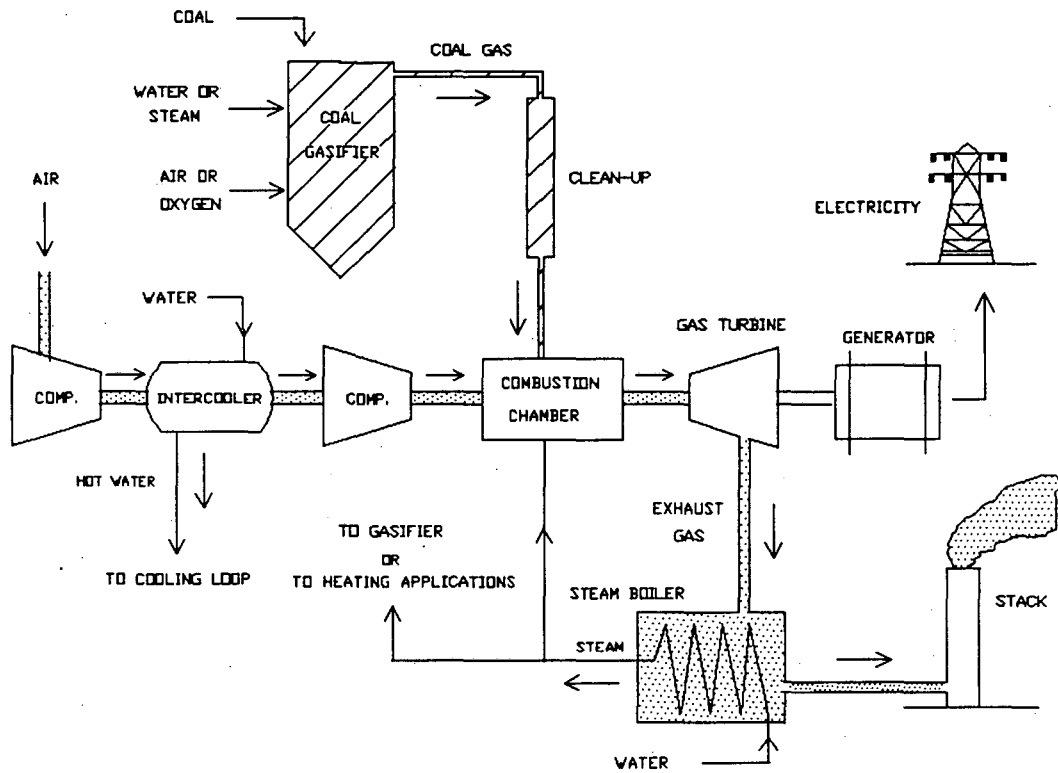 COAL
COAL GAS
WATER OR
STEAM
COAL
GASIFIER
AIR OR
OXYGEN
CLEAN-UP
AIR
ELECTRICITY
WATER
GAS TURBINE
GENERATOR
COMP.
INTERCOOLER
COMP.
COMBUSTION
CHAMBER
HOT WATER
EXHAUST
GAS
TO GASIFIER
OR
TO HEATING APPLICATIONS
TO COOLING LOOP
STEAM BOILER
STACK
STEAM
WATER